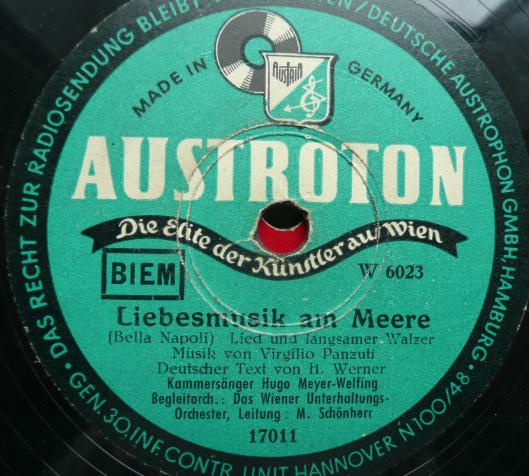 DAS RECHT ZUR RADIOSENDUNG BLEIBT
EN/DEUTSCHE AUSTROPHON GMBH HAMBURG
MADE IN
AUSTRIA
GERMANY
AUSTROTON
Die Elite der Künstler aus Wien
BIEM
W 6023
Liebesmusik am Meere
(Bella Napoli) Lied und langsamer Walzer
Musik von Virgilio Panzuti
Deutscher Text von H. Werner
Kammersänger Hugo Meyer-Welfing
Begleitorch.: Das Wiener Unterhaltungs-
Orchester, Leitung: M. Schönherr
17011
GEN. 30. INF CONTR. UNIT HANNOVER N100/48